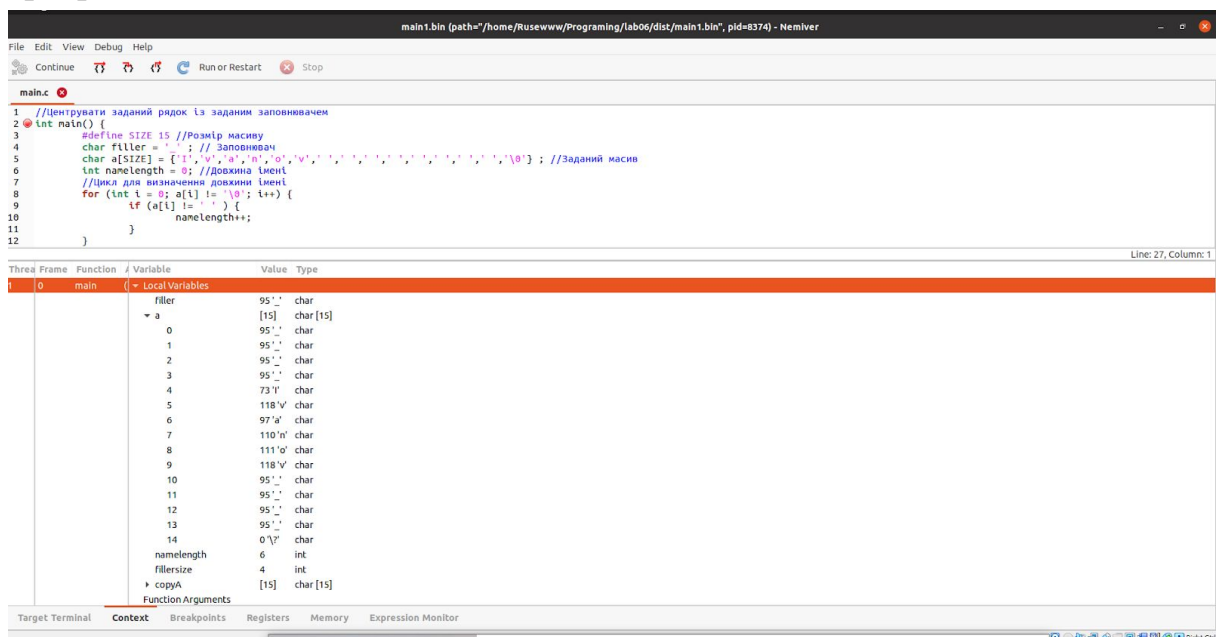 main1.bin (path="/home/Rusewww/Programing/lab06/dist/main1.bin", pid=8374) - Nemiver
File Edit View Debug Help
Continue Run or Restart Stop
main.c
1 //Центрувати заданий рядок із заданим заповнювачем
2 int main() {
3 #define SIZE 15 //Розмір масиву
4 char filler = '_' ; // Заповнювач
5 char a[SIZE] = {'I','v','a','n','o','v',' ',' ',' ',' ',' ',' ',' ',' ','\0'} ; //Заданий масив
6 int namelength = 0; //Довжина імені
7 //Цикл для визначення довжини імені
8 for (int i = 0; a[i] != '\0'; i++) {
9 if (a[i] != ' ' ) {
10 namelength++;
11 }
12 }
Line: 27, Column: 1
Threa Frame Function Variable Value Type
1 0 main ( Local Variables
filler 95 '_' char
a [15] char [15]
0 95 '_' char
1 95 '_' char
2 95 '_' char
3 95 '_' char
4 73 'I' char
5 118 'v' char
6 97 'a' char
7 110 'n' char
8 111 'o' char
9 118 'v' char
10 95 '_' char
11 95 '_' char
12 95 '_' char
13 95 '_' char
14 0 '\?' char
namelength 6 int
fillersize 4 int
copyA [15] char [15]
Function Arguments
Target Terminal Context Breakpoints Registers Memory Expression Monitor